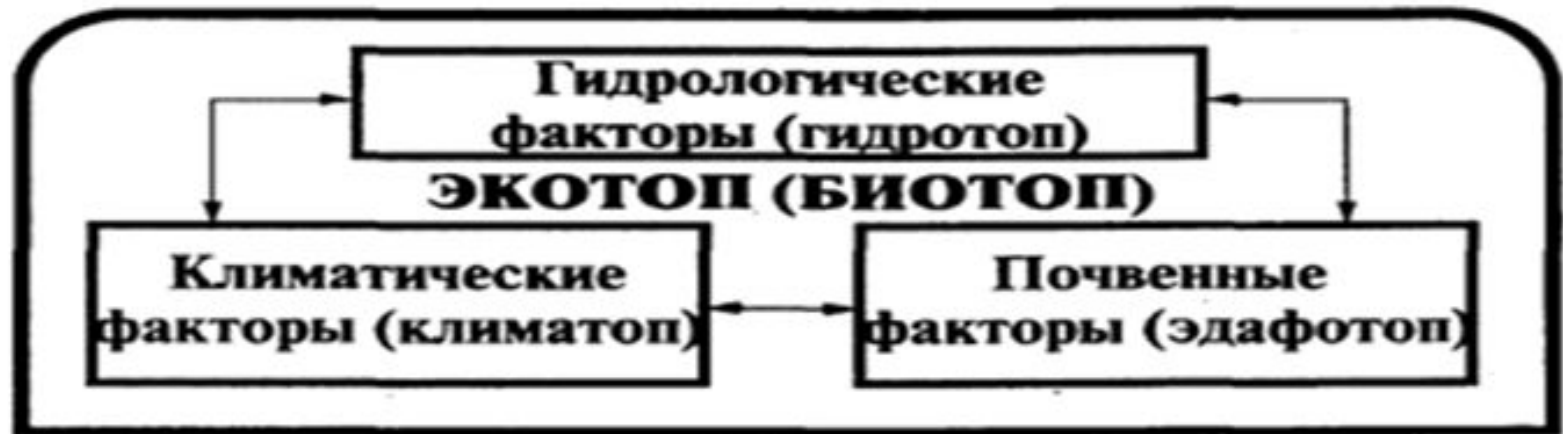 Гидрологические
факторы (гидротоп)
ЭКОТОП (БИОТОП)
Климатические
факторы (климатоп)
Почвенные
факторы (эдафотоп)